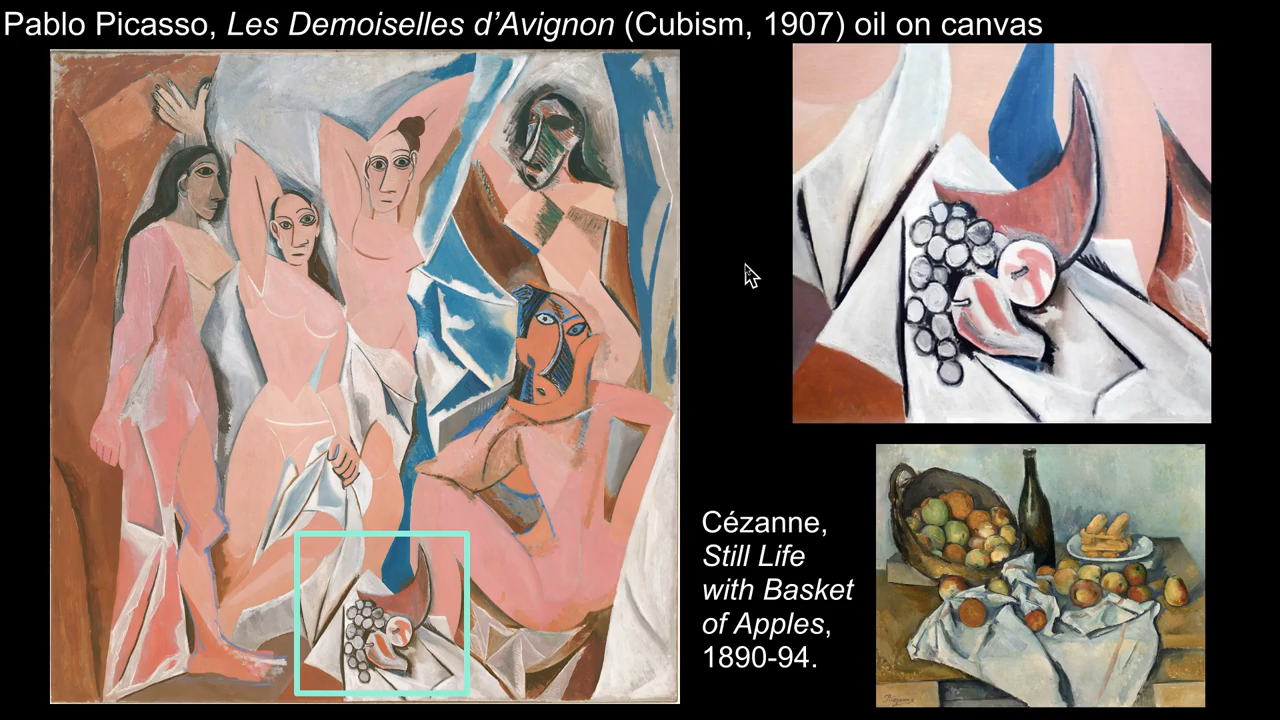 Pablo Picasso, Les Demoiselles d’Avignon (Cubism, 1907) oil on canvas
Cézanne,
Still Life
with Basket
of Apples,
1890-94.